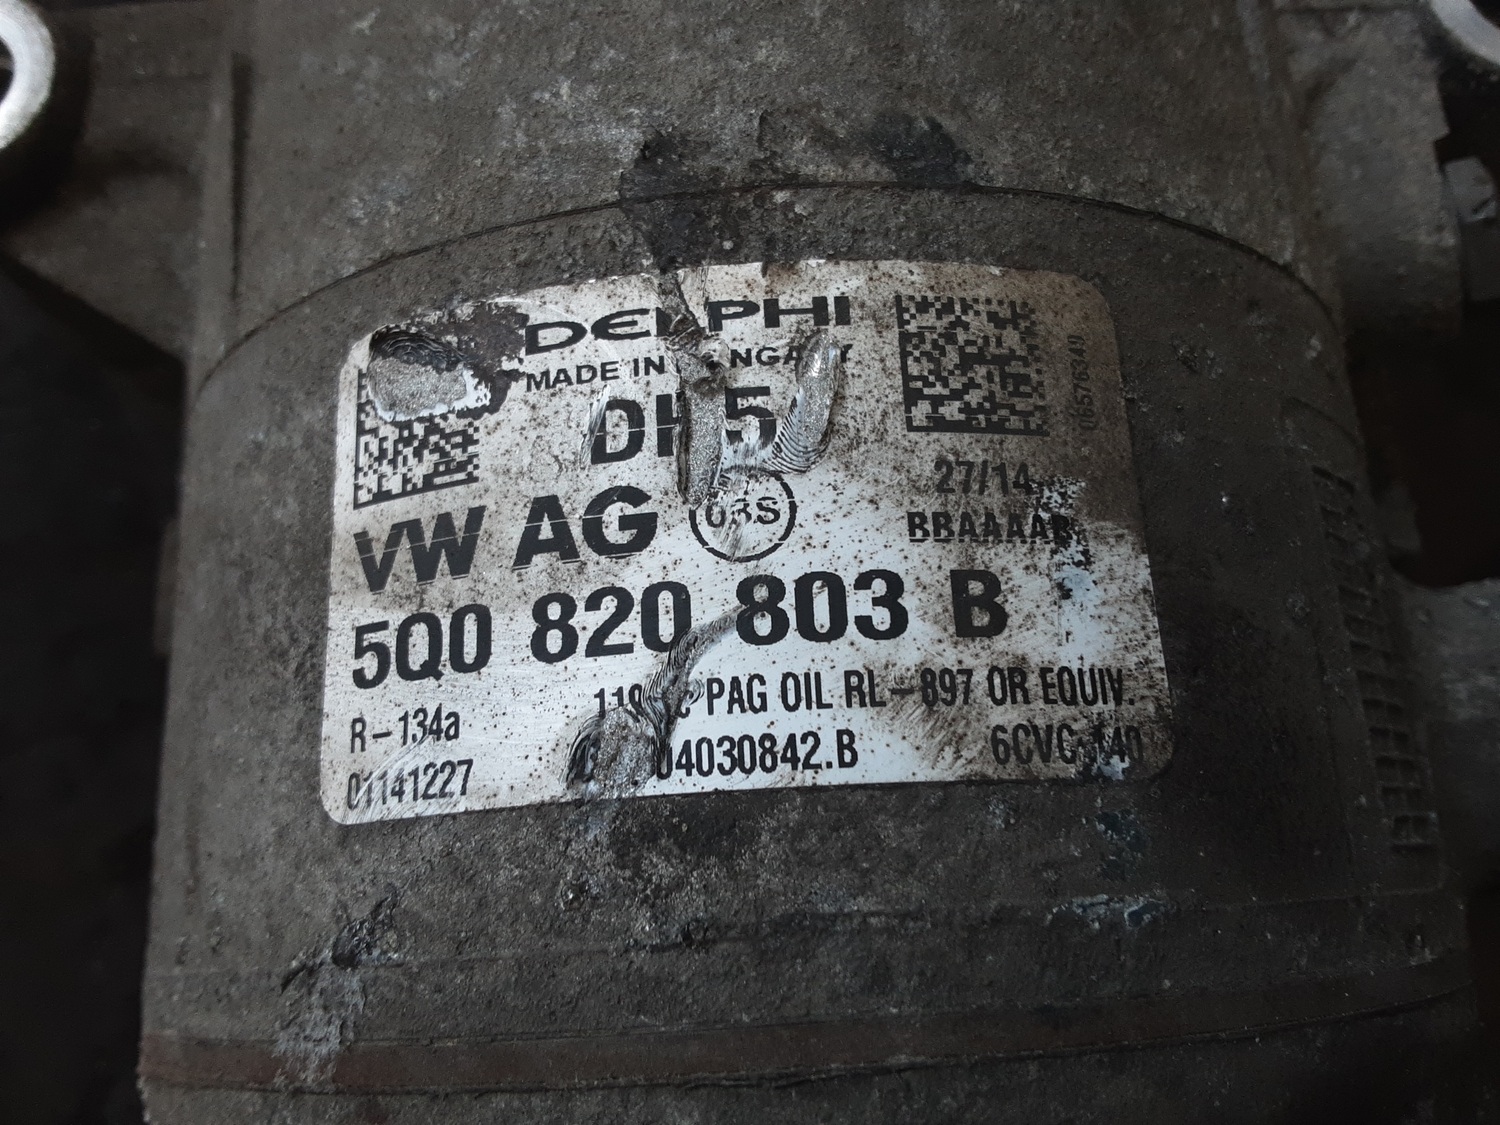 DELPHI
MADE IN
VW AG
27/14
5Q0 820 803 B
PAG OIL RL-897 OR EQUIV.
R-134a
04030842.B
01141227